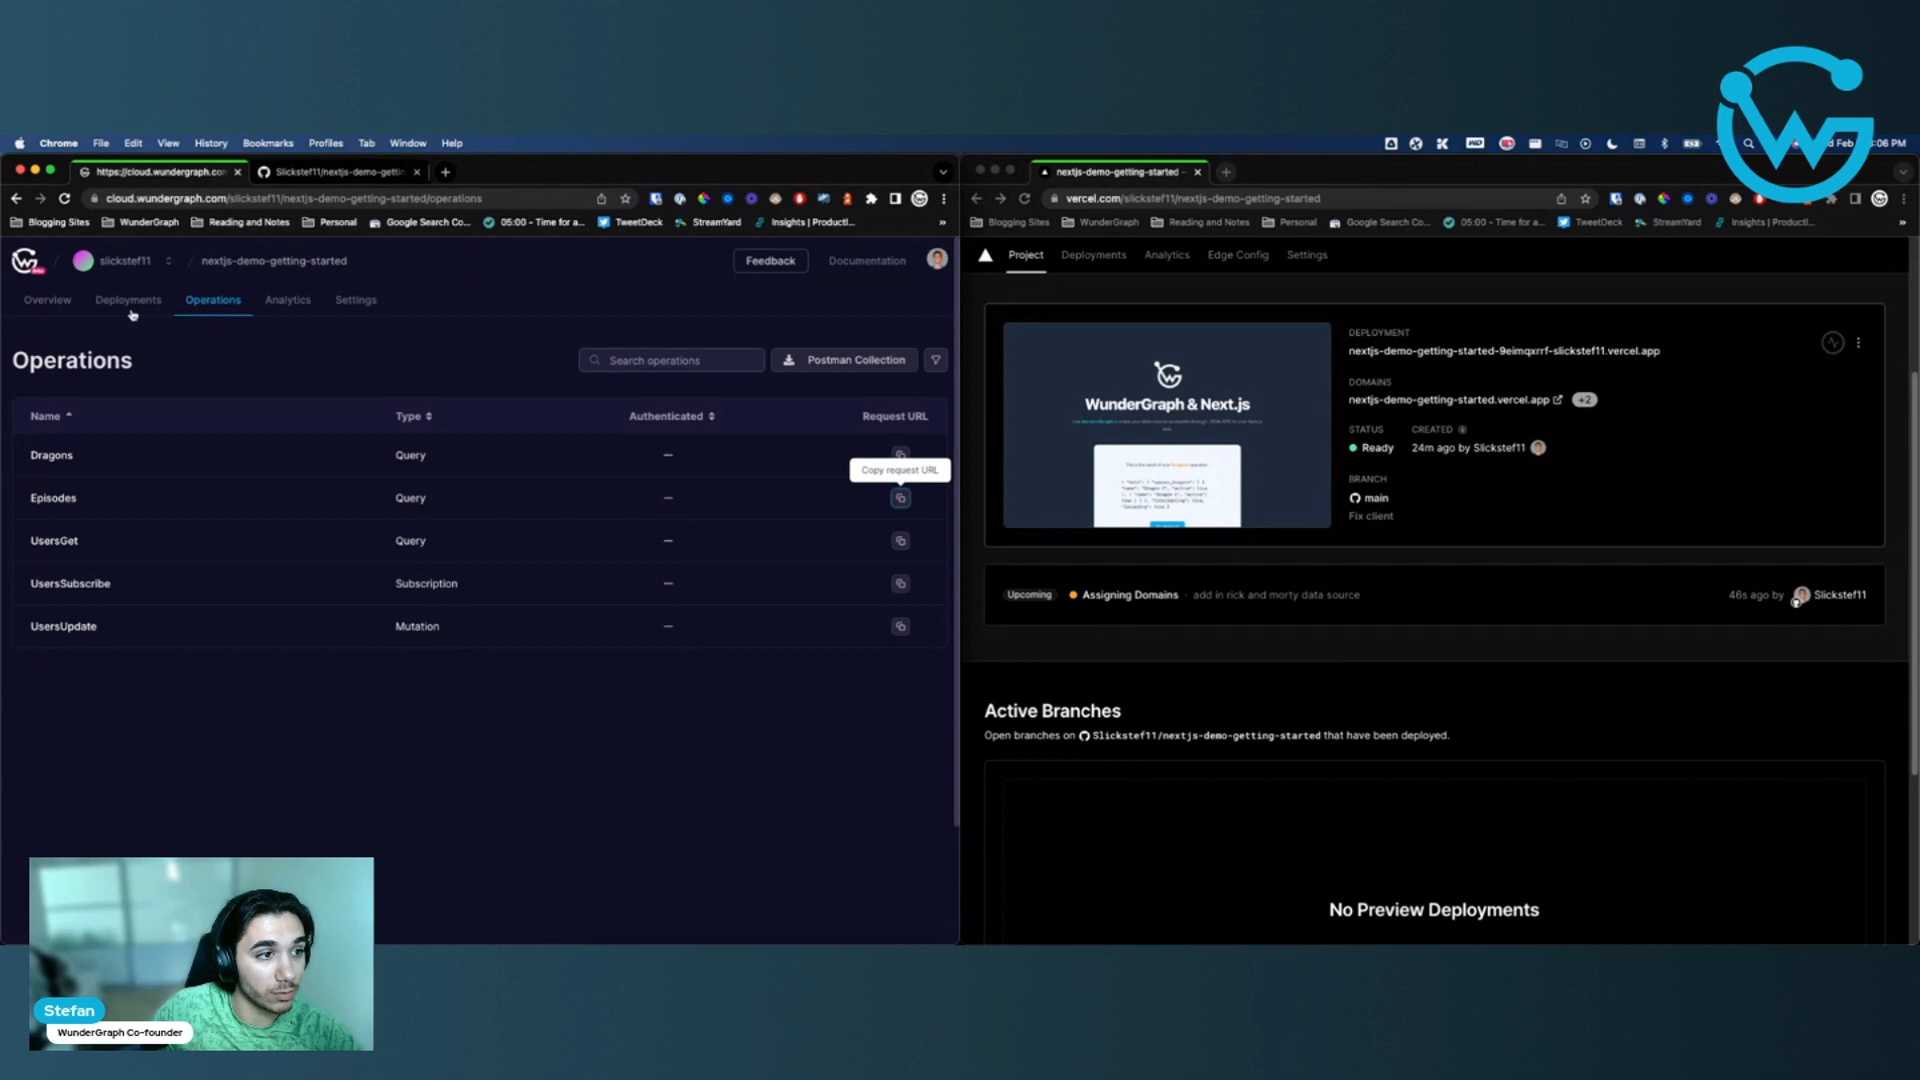 Chrome File Edit View History Bookmarks Profiles Tab Window Help
https://cloud.wundergraph.con
Slickstef11/nextjs-demo-gettin
cloud.wundergraph.com/slickstef11/nextjs-demo-getting-started/operations
Blogging Sites WunderGraph Reading and Notes Personal Google Search Co... 05:00 - Time for a... TweetDeck StreamYard Insights | Productl...
slickstef11 / nextjs-demo-getting-started
Feedback
Documentation
Overview Deployments Operations Analytics Settings
Operations
Search operations
Postman Collection
Name Type Authenticated Request URL
Dragons Query —
Copy request URL
Episodes Query —
UsersGet Query —
UsersSubscribe Subscription —
UsersUpdate Mutation —
Stefan
WunderGraph Co-founder
:06 PM
nextjs-demo-getting-started -
vercel.com/slickstef11/nextjs-demo-getting-started
Blogging Sites WunderGraph Reading and Notes Personal Google Search Co... 05:00 - Time for a... TweetDeck StreamYard Insights | Productl...
Project Deployments Analytics Edge Config Settings
WunderGraph & Next.js
DEPLOYMENT
nextjs-demo-getting-started-9eimqxrrf-slickstef11.vercel.app
DOMAINS
nextjs-demo-getting-started.vercel.app +2
STATUS CREATED
Ready 24m ago by Slickstef11
BRANCH
main
Fix client
Upcoming Assigning Domains · add in rick and morty data source 46s ago by Slickstef11
Active Branches
Open branches on Slickstef11/nextjs-demo-getting-started that have been deployed.
No Preview Deployments